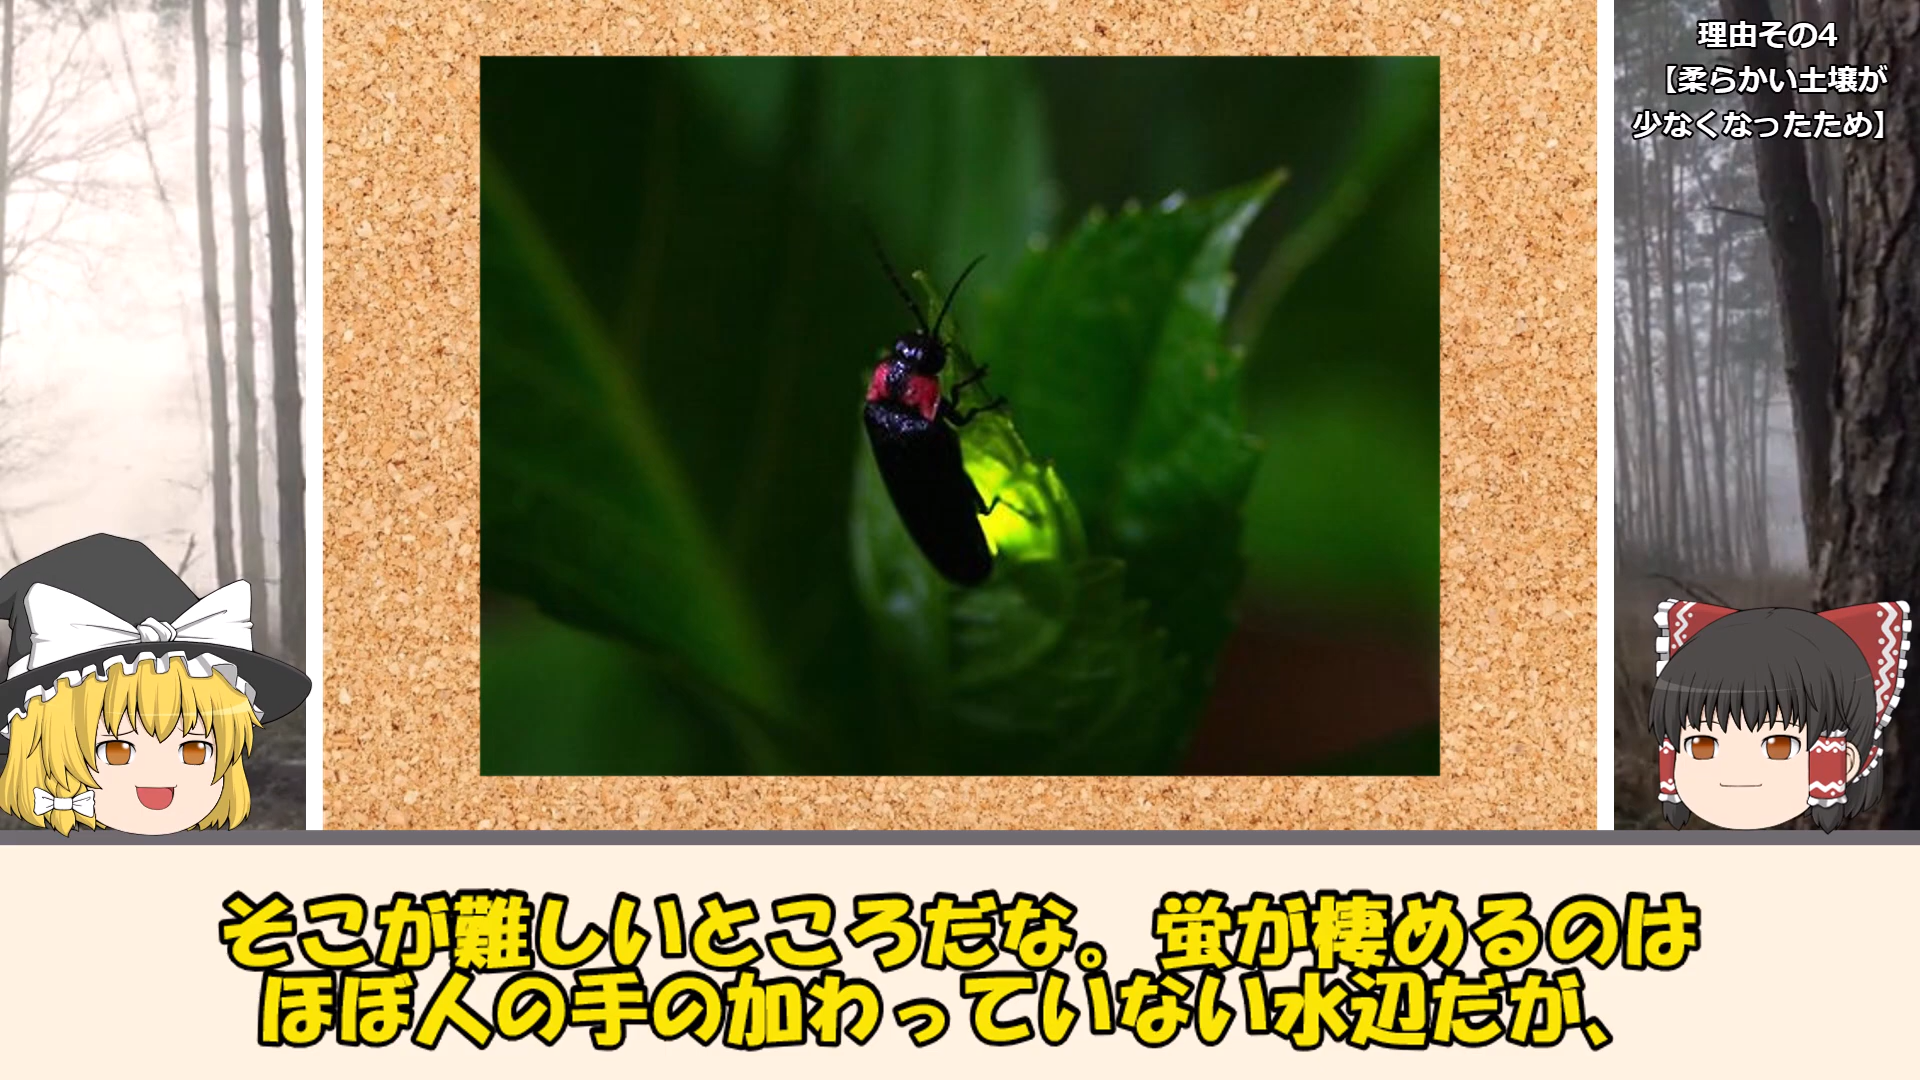 理由その4
【柔らかい土壌が
少なくなったため】
そこが難しいところだな。蛍が棲めるのは
ほぼ人の手の加わっていない水辺だが、